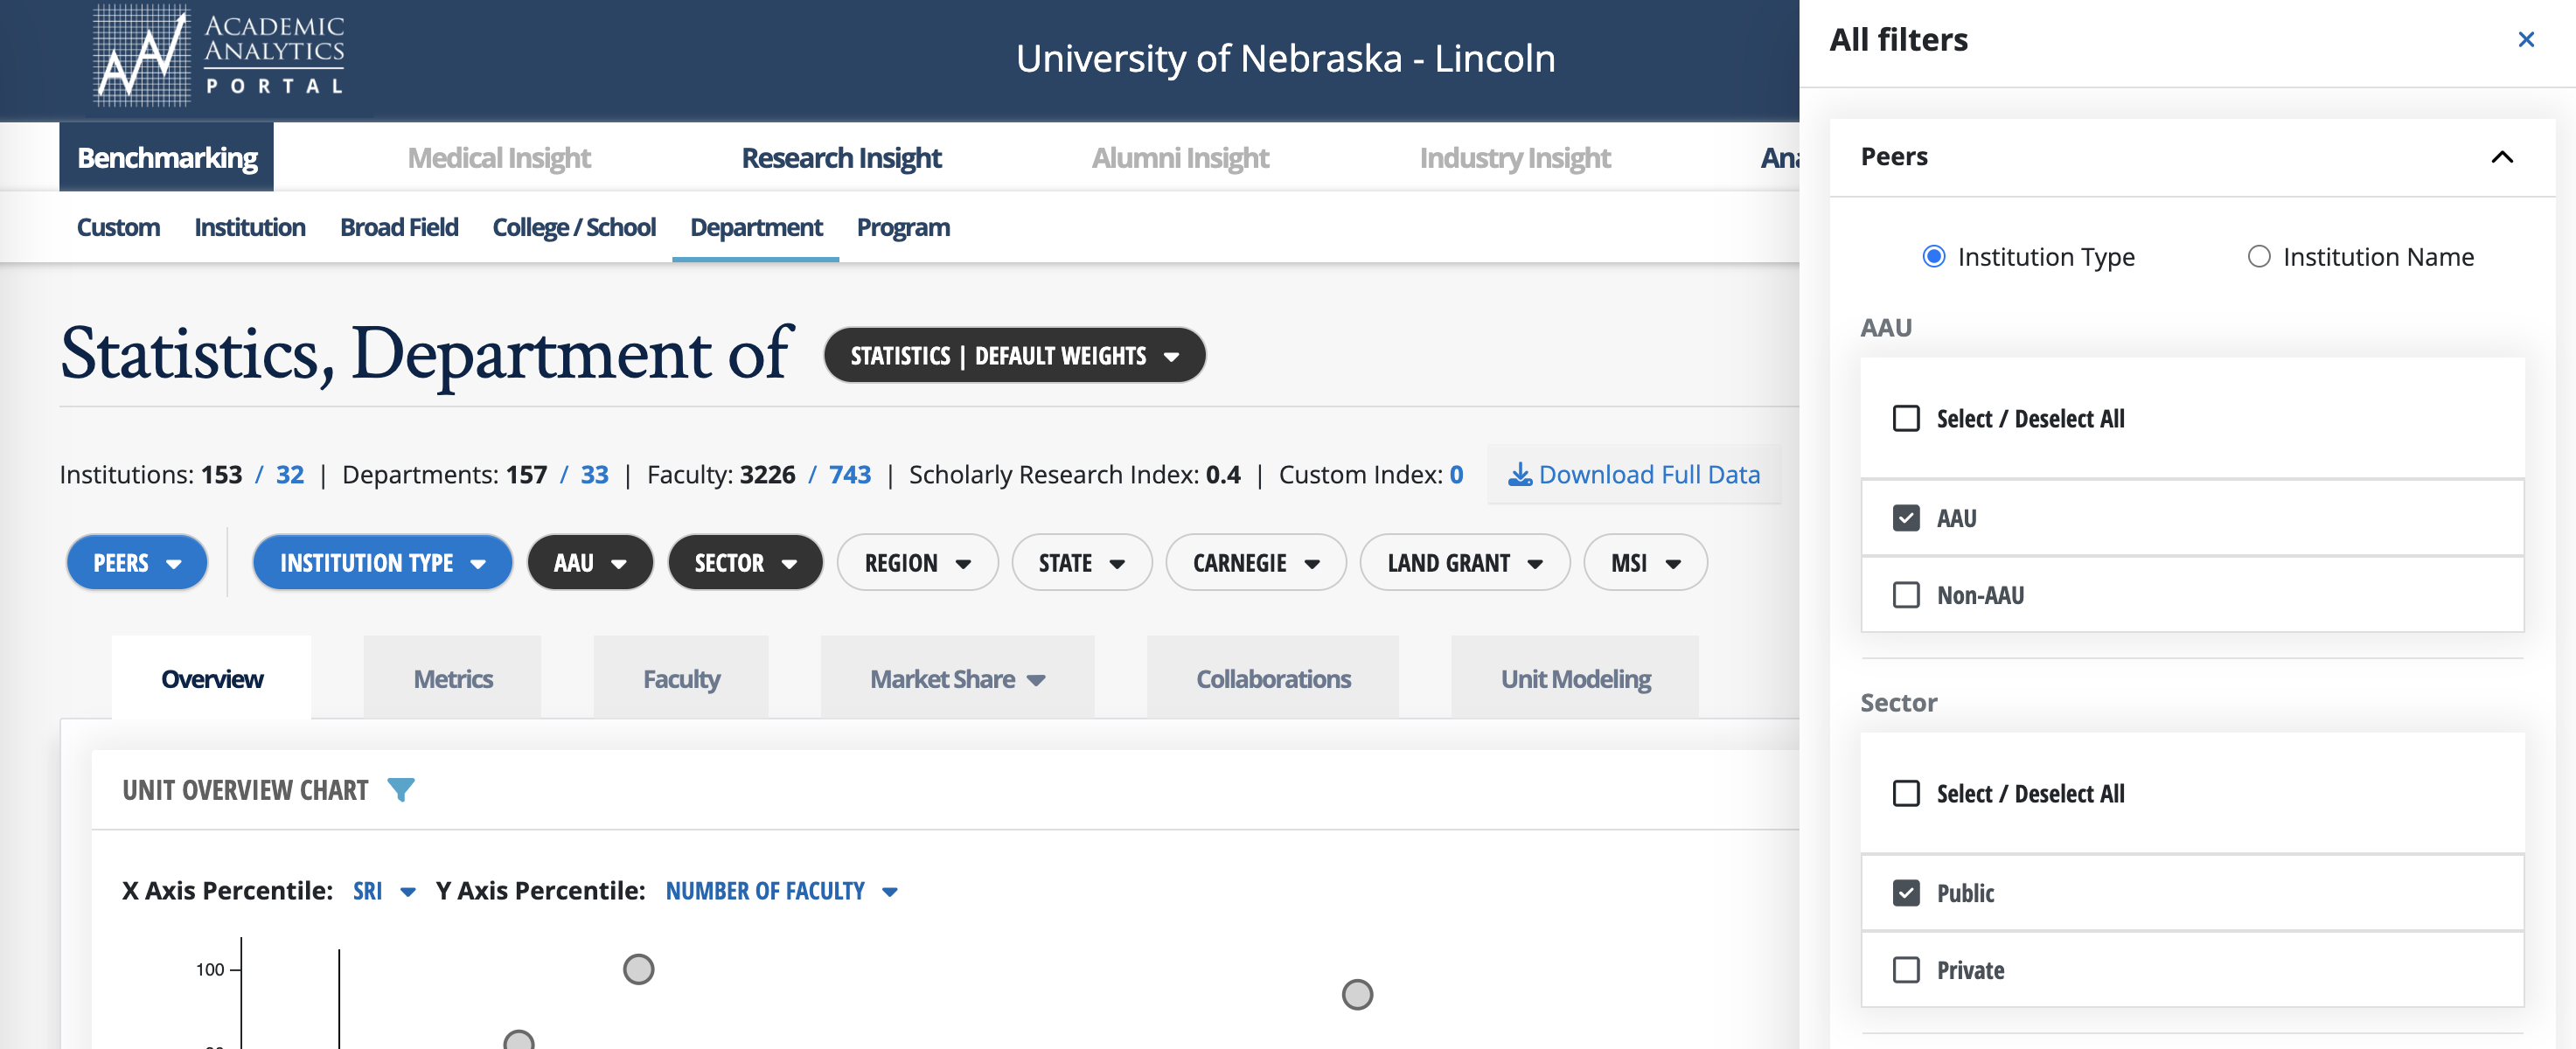 ACADEMIC
ANALYTICS
PORTAL
University of Nebraska - Lincoln
Benchmarking Medical Insight Research Insight Alumni Insight Industry Insight
Custom Institution Broad Field College / School Department Program
Statistics, Department of STATISTICS | DEFAULT WEIGHTS
Institutions: 153 / 32 | Departments: 157 / 33 | Faculty: 3226 / 743 | Scholarly Research Index: 0.4 | Custom Index: 0 Download Full Data
PEERS INSTITUTION TYPE AAU SECTOR REGION STATE CARNEGIE LAND GRANT MSI
Overview Metrics Faculty Market Share Collaborations Unit Modeling
UNIT OVERVIEW CHART
X Axis Percentile: SRI Y Axis Percentile: NUMBER OF FACULTY
100
All filters
Peers
Institution Type Institution Name
AAU
Select / Deselect All
AAU
Non-AAU
Sector
Select / Deselect All
Public
Private